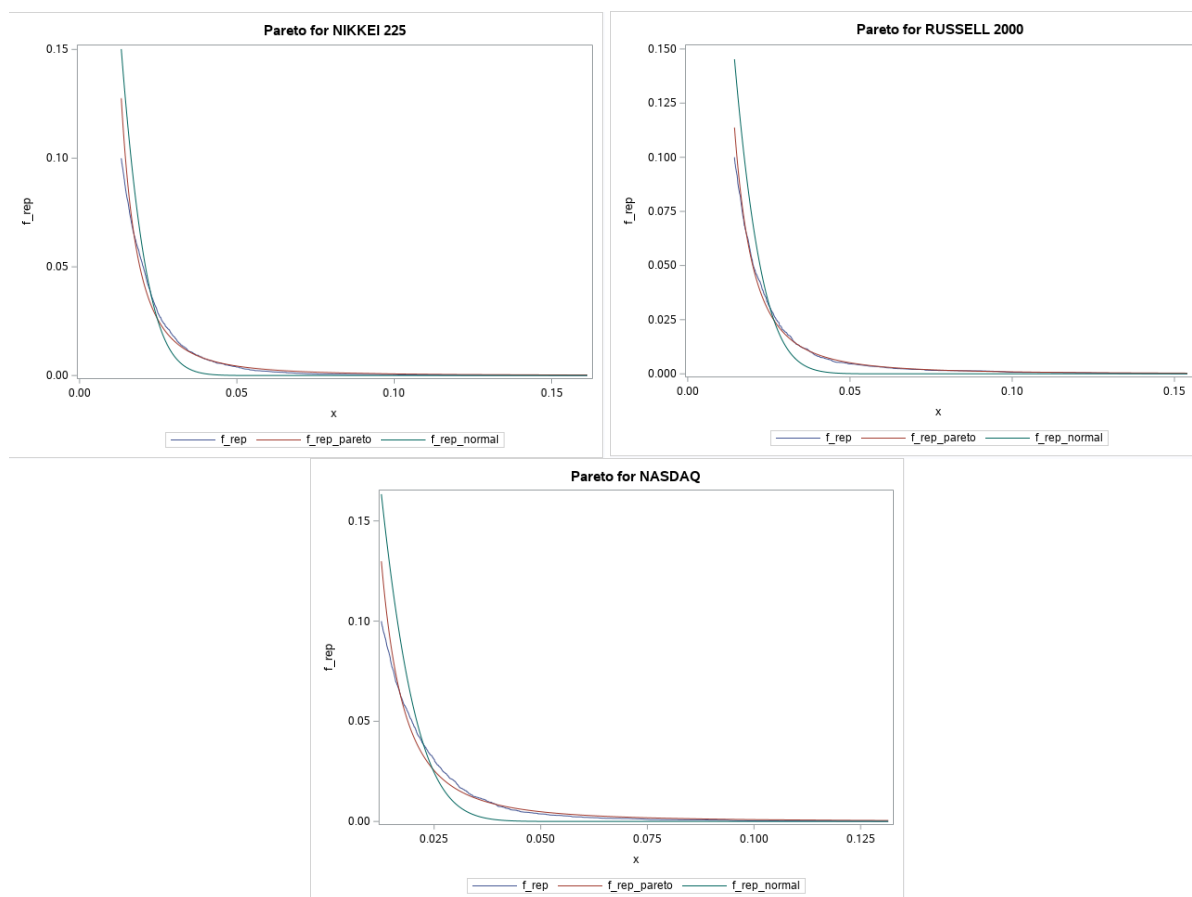 Pareto for NIKKEI 225
0.15
0.10
0.05
0.00
f_rep
0.00 0.05 0.10 0.15
x
f_rep f_rep_pareto f_rep_normal
Pareto for RUSSELL 2000
0.150
0.125
0.100
0.075
0.050
0.025
0.000
f_rep
0.00 0.05 0.10 0.15
x
f_rep f_rep_pareto f_rep_normal
Pareto for NASDAQ
0.15
0.10
0.05
0.00
f_rep
0.025 0.050 0.075 0.100 0.125
x
f_rep f_rep_pareto f_rep_normal